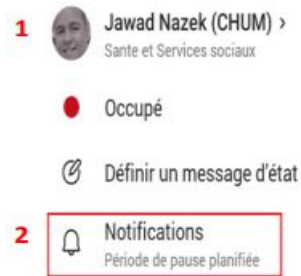 1 Jawad Nazek (CHUM) >
Sante et Services sociaux
Occupé
Définir un message d'état
2 Notifications
Période de pause planifiée